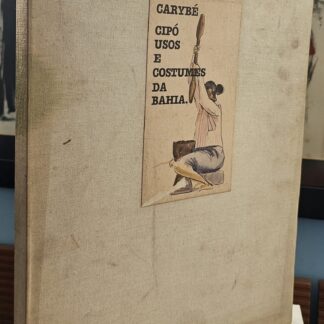 CARYBÉ
CIPÓ
USOS
E
COSTUMES
DA
BAHIA.